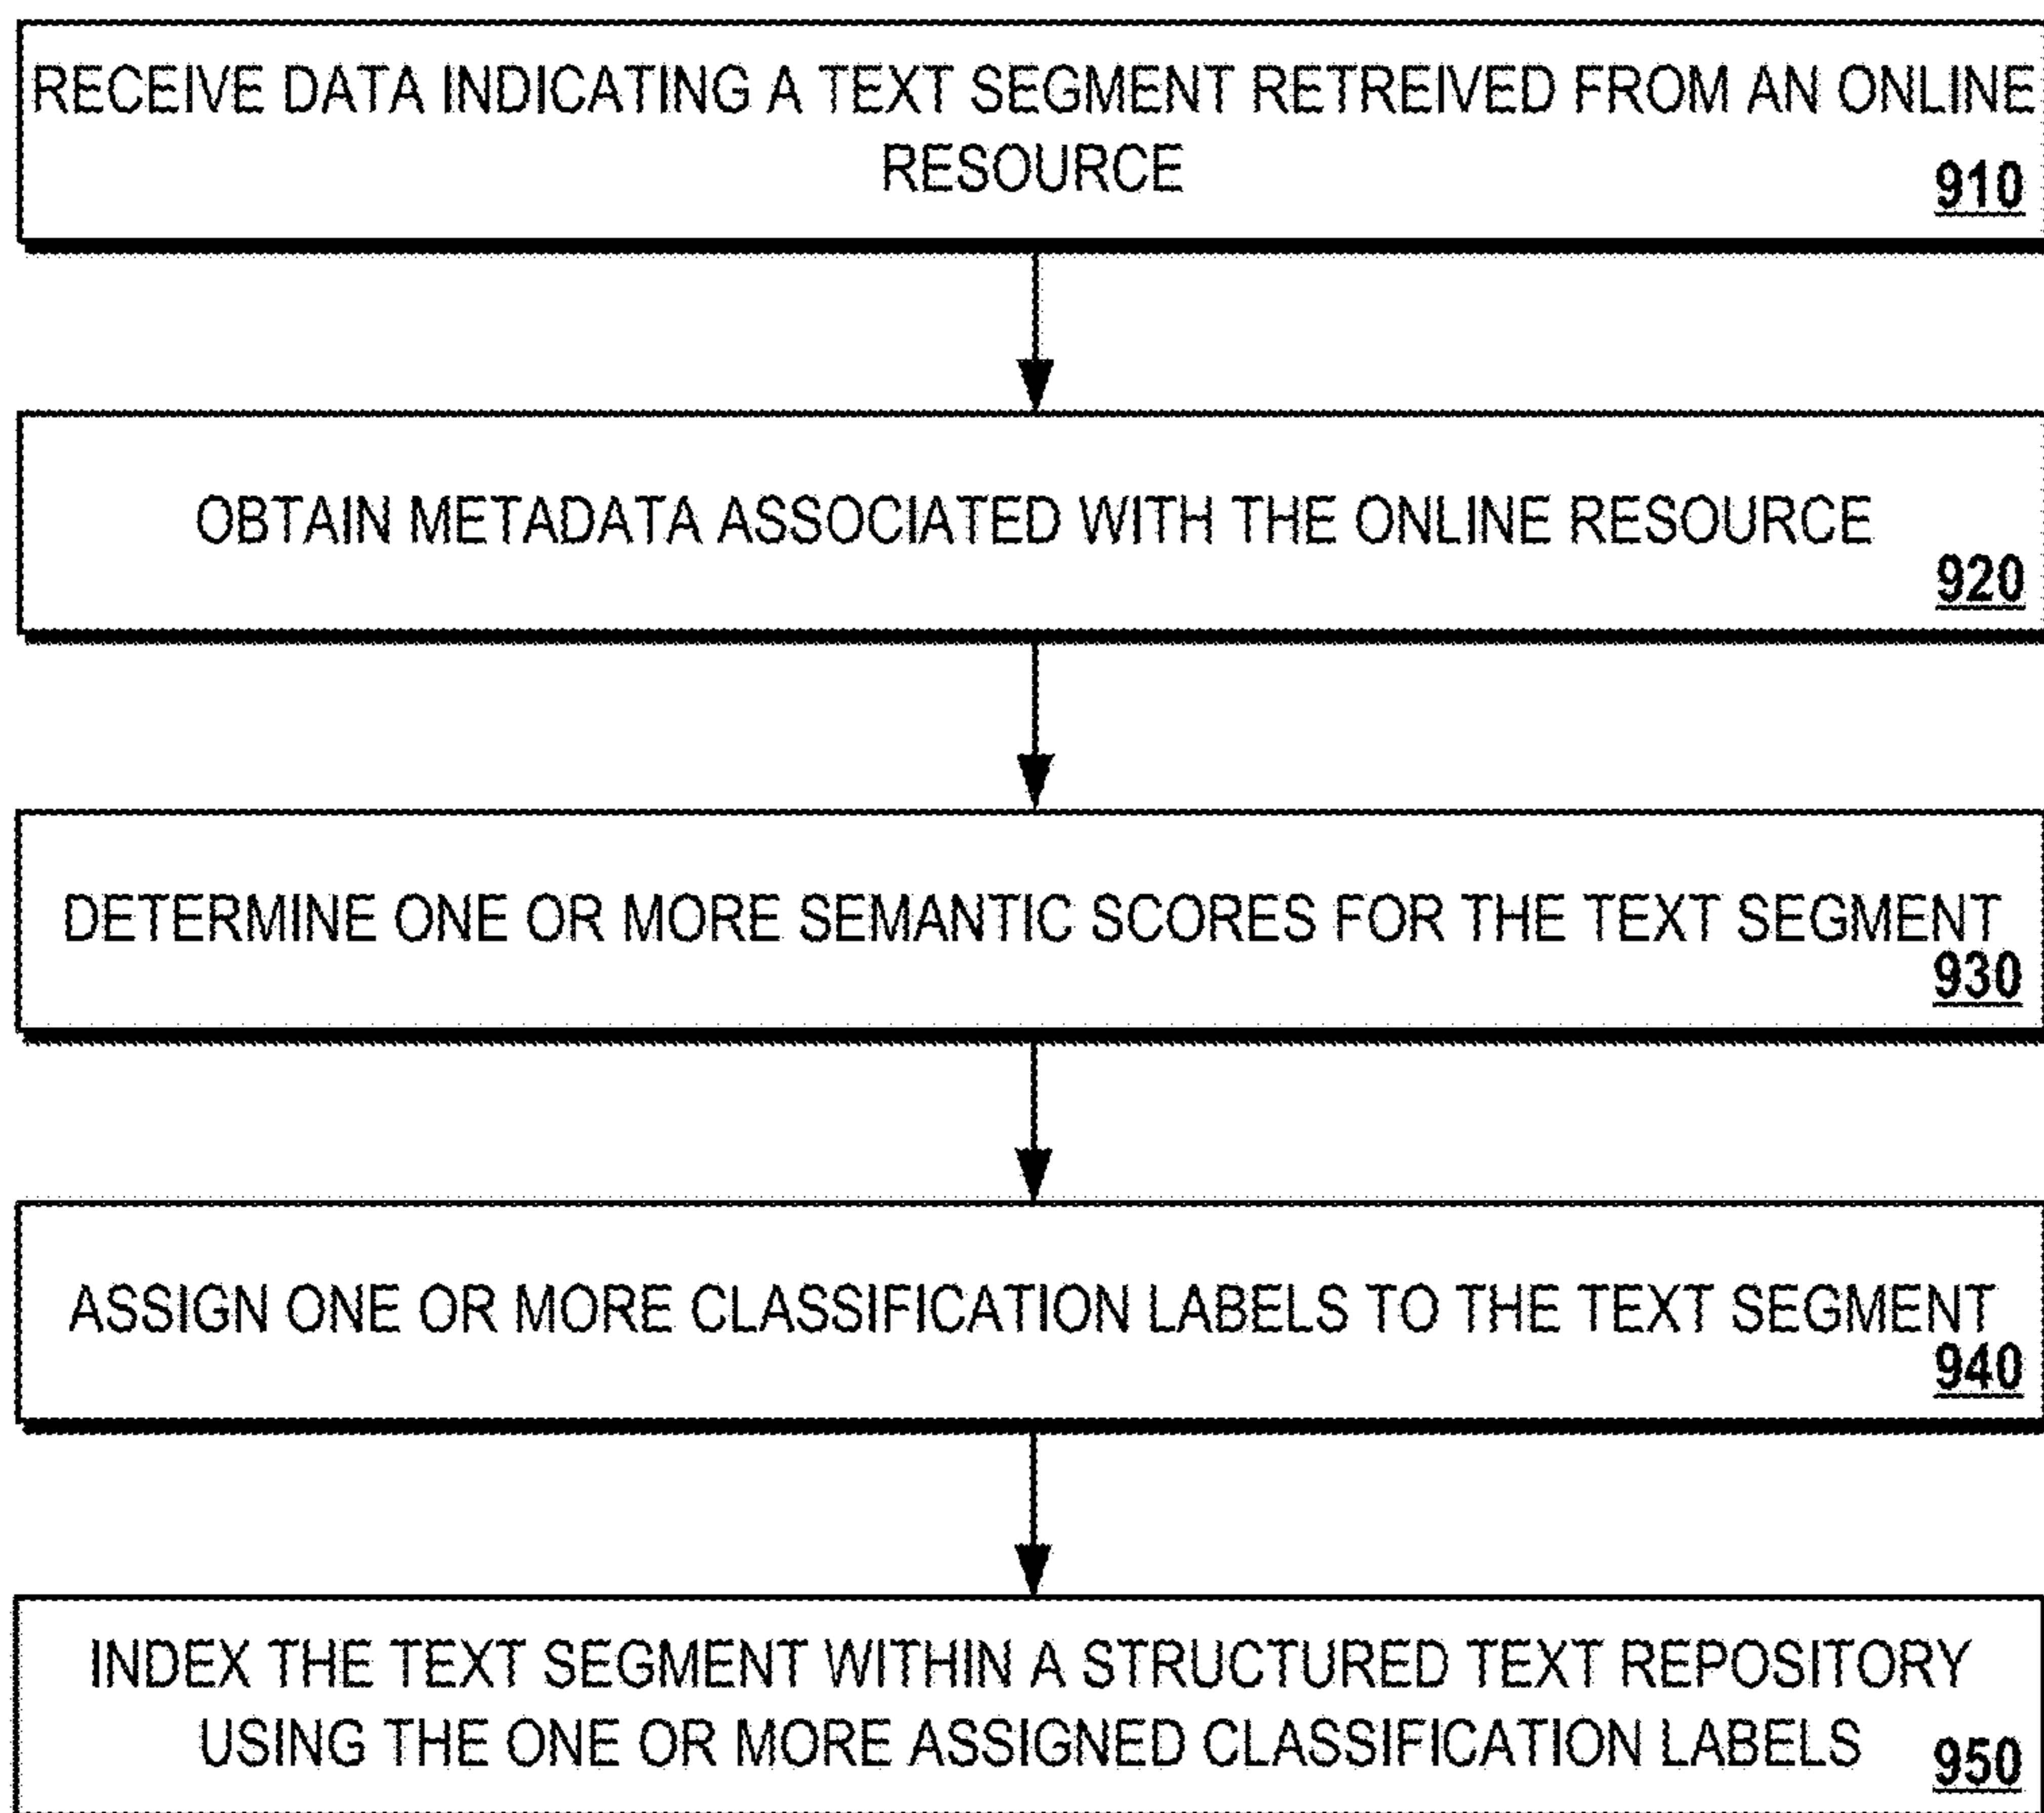 RECEIVE DATA INDICATING A TEXT SEGMENT RETREIVED FROM AN ONLINE
RESOURCE
910
OBTAIN METADATA ASSOCIATED WITH THE ONLINE RESOURCE
920
DETERMINE ONE OR MORE SEMANTIC SCORES FOR THE TEXT SEGMENT
930
ASSIGN ONE OR MORE CLASSIFICATION LABELS TO THE TEXT SEGMENT
940
INDEX THE TEXT SEGMENT WITHIN A STRUCTURED TEXT REPOSITORY
USING THE ONE OR MORE ASSIGNED CLASSIFICATION LABELS
950